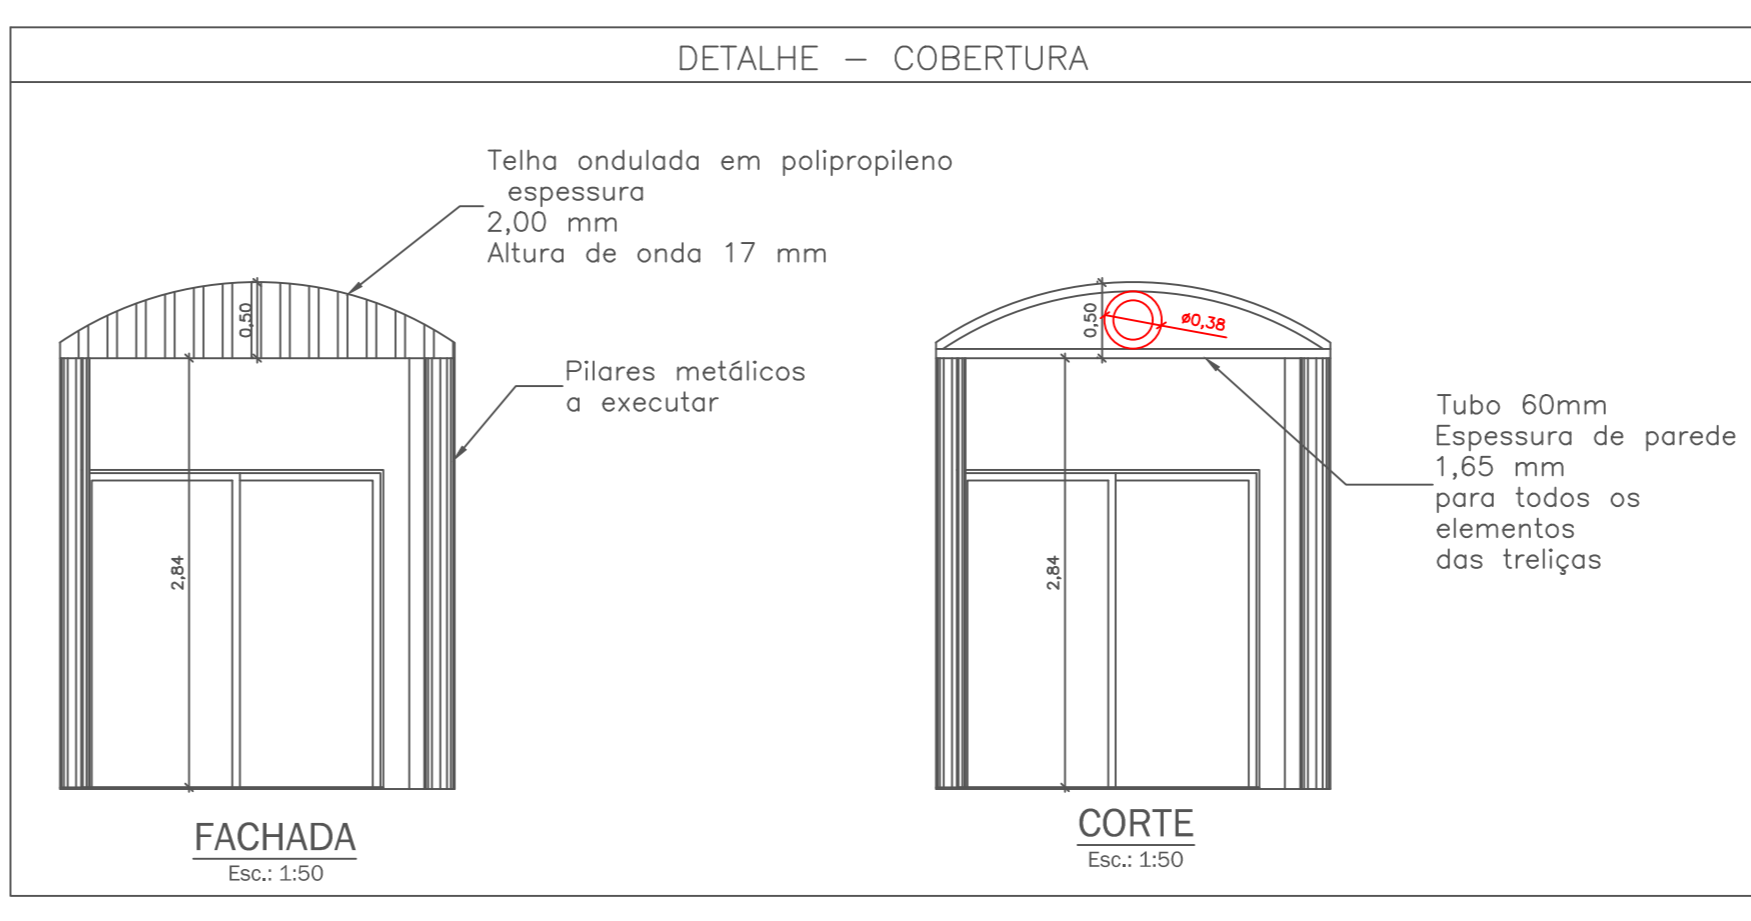 DETALHE – COBERTURA
Telha ondulada em polipropileno
espessura
2,00 mm
Altura de onda 17 mm
0,50
Pilares metálicos
a executar
2,84
FACHADA
Esc.: 1:50
0,50
ø0,38
Tubo 60mm
Espessura de parede
1,65 mm
para todos os
elementos
das treliças
2,84
CORTE
Esc.: 1:50